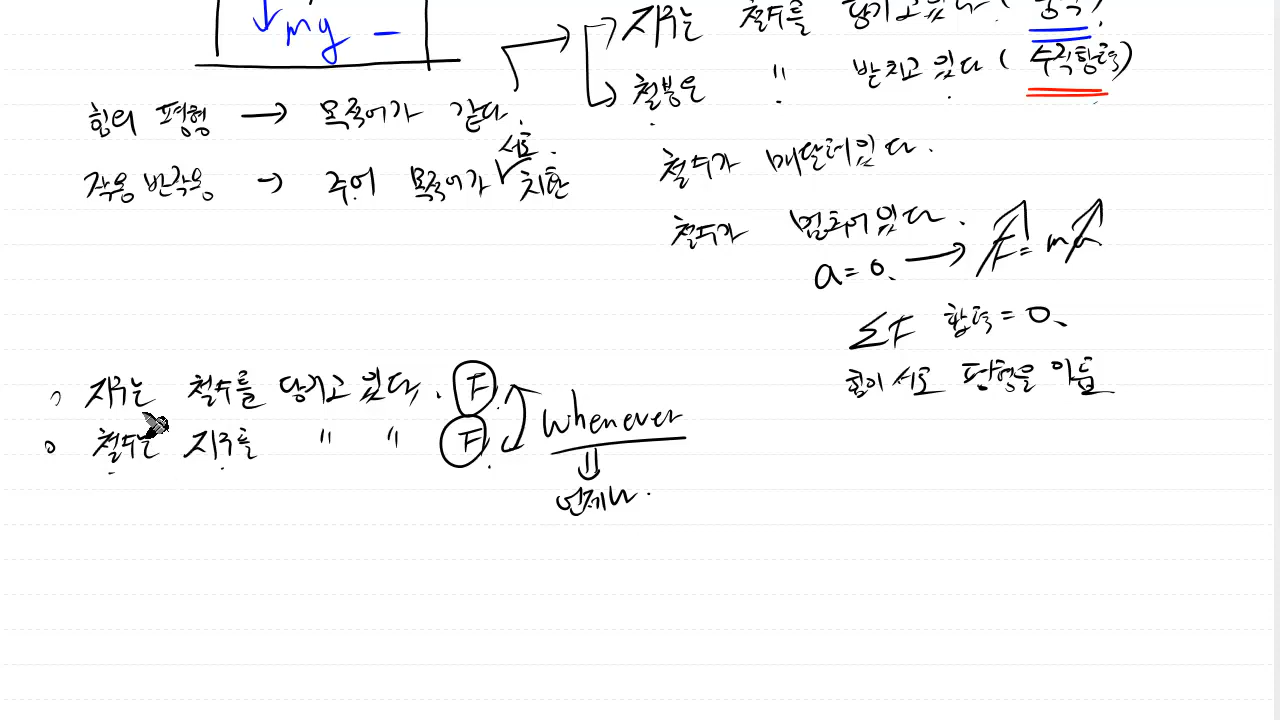 mg
지구는 철수를 당기고 있다 (중력).
철봉은 〃 받치고 있다 (수직항력)
힘의 평형 → 목적어가 같다.
작용 반작용 → 주어 목적어가 서로 치환
철수가 매달려있다.
철수가 멈춰있다.
a = 0. → F = ma
ΣF 합력 = 0.
힘이 서로 평형을 이룸
지구는 철수를 당기고 있다. F
철수는 지구를 〃 〃 F
Whenever
언제나.